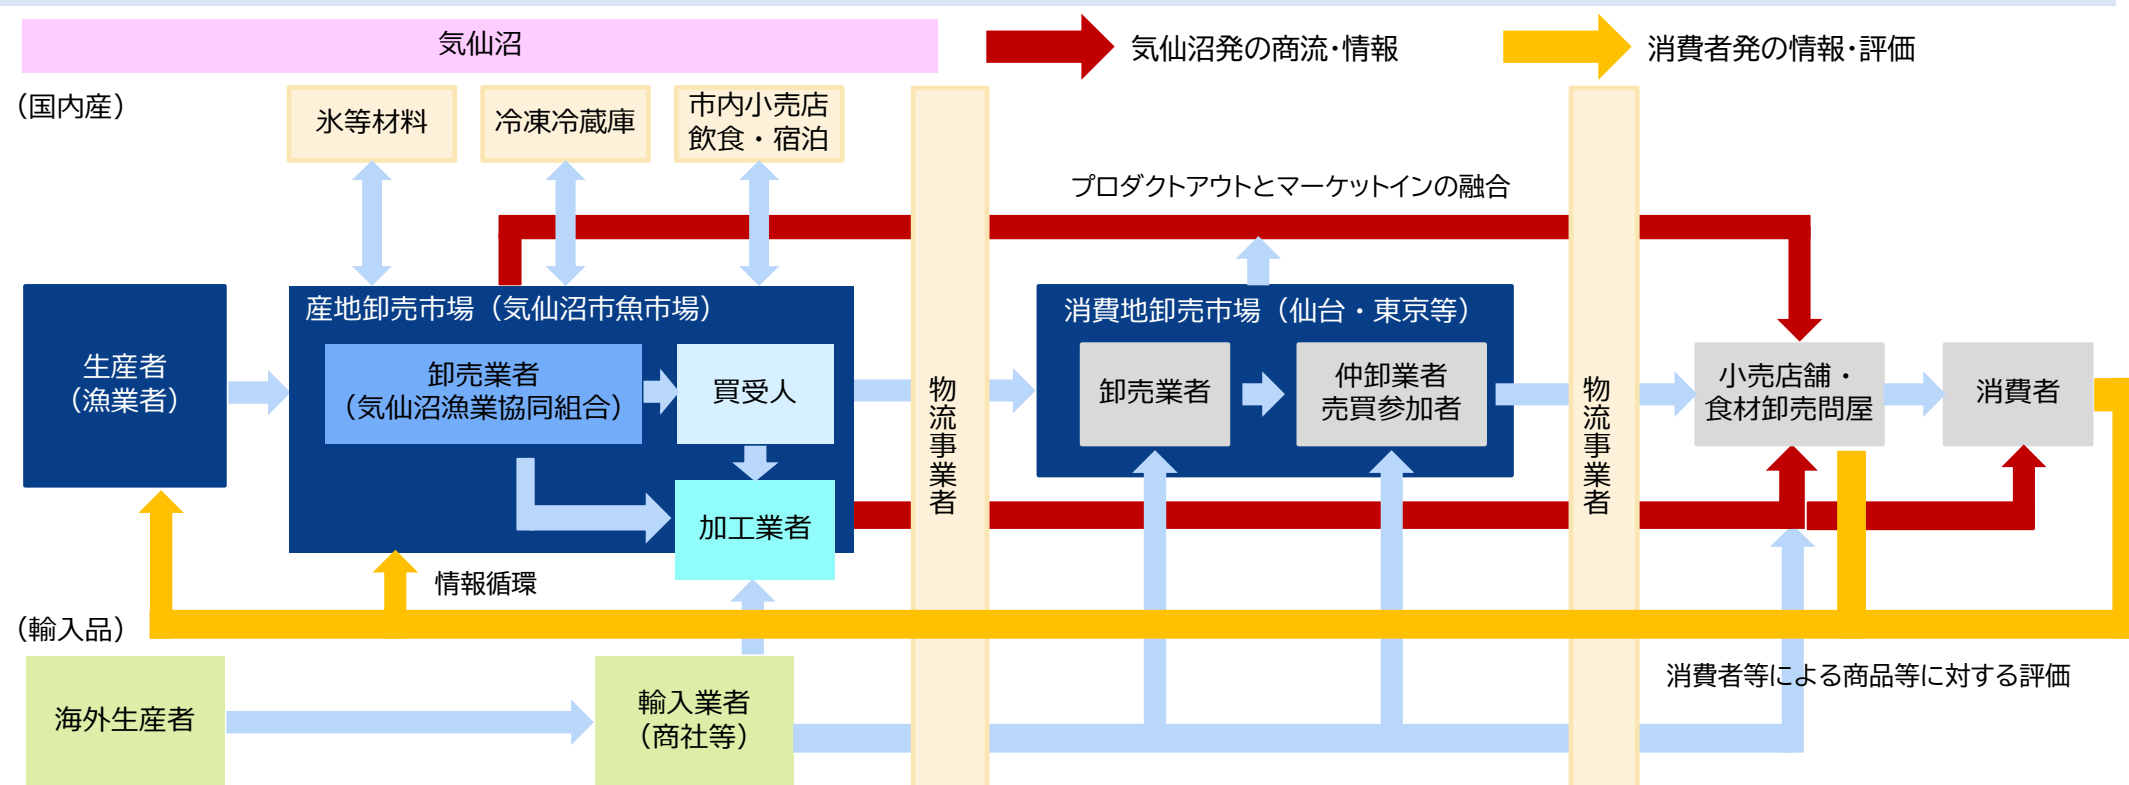 気仙沼
気仙沼発の商流・情報
消費者発の情報・評価
（国内産）
氷等材料
冷凍冷蔵庫
市内小売店
飲食・宿泊
プロダクトアウトとマーケットインの融合
産地卸売市場（気仙沼市魚市場）
消費地卸売市場（仙台・東京等）
生産者
（漁業者）
卸売業者
（気仙沼漁業協同組合）
買受人
物流事業者
卸売業者
仲卸業者
売買参加者
物流事業者
小売店舗・
食材卸売問屋
消費者
加工業者
情報循環
（輸入品）
消費者等による商品等に対する評価
海外生産者
輸入業者
（商社等）